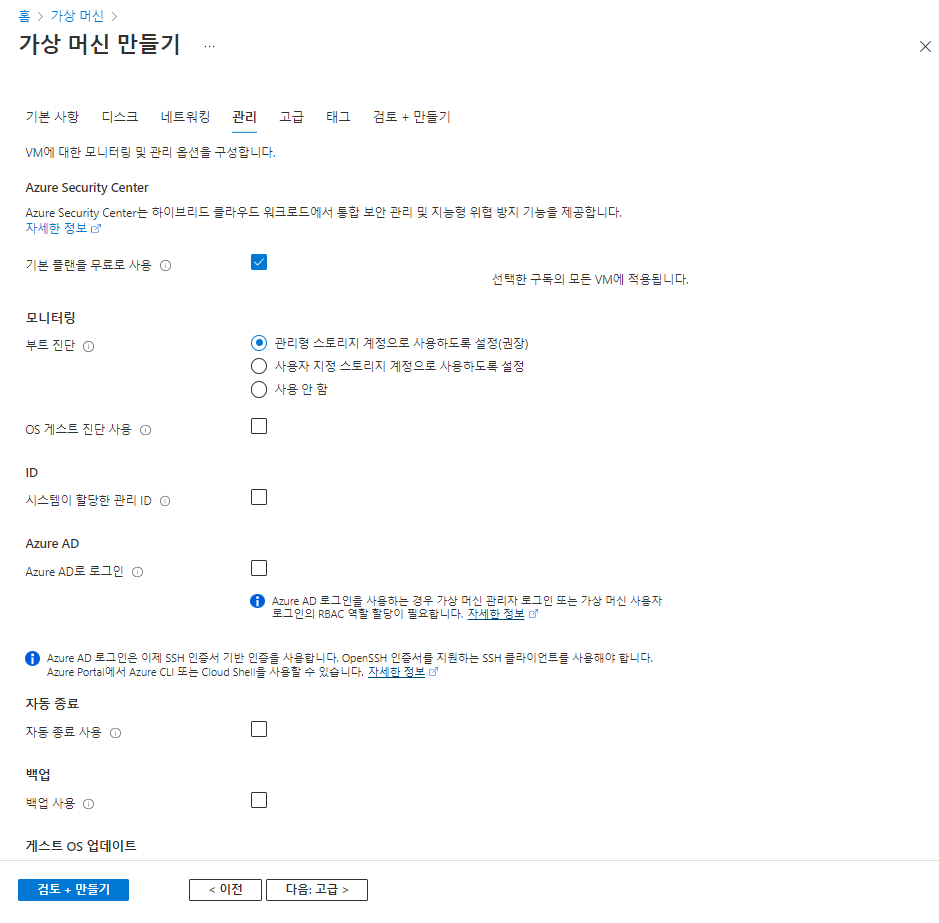 홈 > 가상 머신 >
가상 머신 만들기 ...
기본 사항 디스크 네트워킹 관리 고급 태그 검토 + 만들기
VM에 대한 모니터링 및 관리 옵션을 구성합니다.
Azure Security Center
Azure Security Center는 하이브리드 클라우드 워크로드에서 통합 보안 관리 및 지능형 위협 방지 기능을 제공합니다.
자세한 정보
기본 플랜을 무료로 사용
선택한 구독의 모든 VM에 적용됩니다.
모니터링
부트 진단
관리형 스토리지 계정으로 사용하도록 설정(권장)
사용자 지정 스토리지 계정으로 사용하도록 설정
사용 안 함
OS 게스트 진단 사용
ID
시스템이 할당한 관리 ID
Azure AD
Azure AD로 로그인
Azure AD 로그인을 사용하는 경우 가상 머신 관리자 로그인 또는 가상 머신 사용자
로그인의 RBAC 역할 할당이 필요합니다. 자세한 정보
Azure AD 로그인은 이제 SSH 인증서 기반 인증을 사용합니다. OpenSSH 인증서를 지원하는 SSH 클라이언트를 사용해야 합니다.
Azure Portal에서 Azure CLI 또는 Cloud Shell을 사용할 수 있습니다. 자세한 정보
자동 종료
자동 종료 사용
백업
백업 사용
게스트 OS 업데이트
검토 + 만들기 < 이전 다음: 고급 >